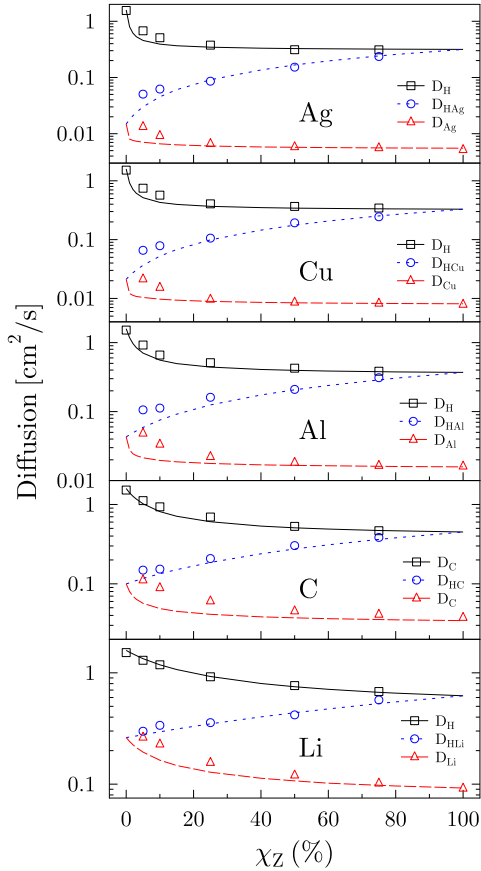 1
0.1
0.01
D_H
D_HAg
D_Ag
Ag
1
0.1
0.01
D_H
D_HCu
D_Cu
Cu
1
0.1
0.01
D_H
D_HAl
D_Al
Al
1
0.1
D_C
D_HC
D_C
C
1
0.1
D_H
D_HLi
D_Li
Li
0 20 40 60 80 100
χ_Z (%)
Diffusion [cm²/s]